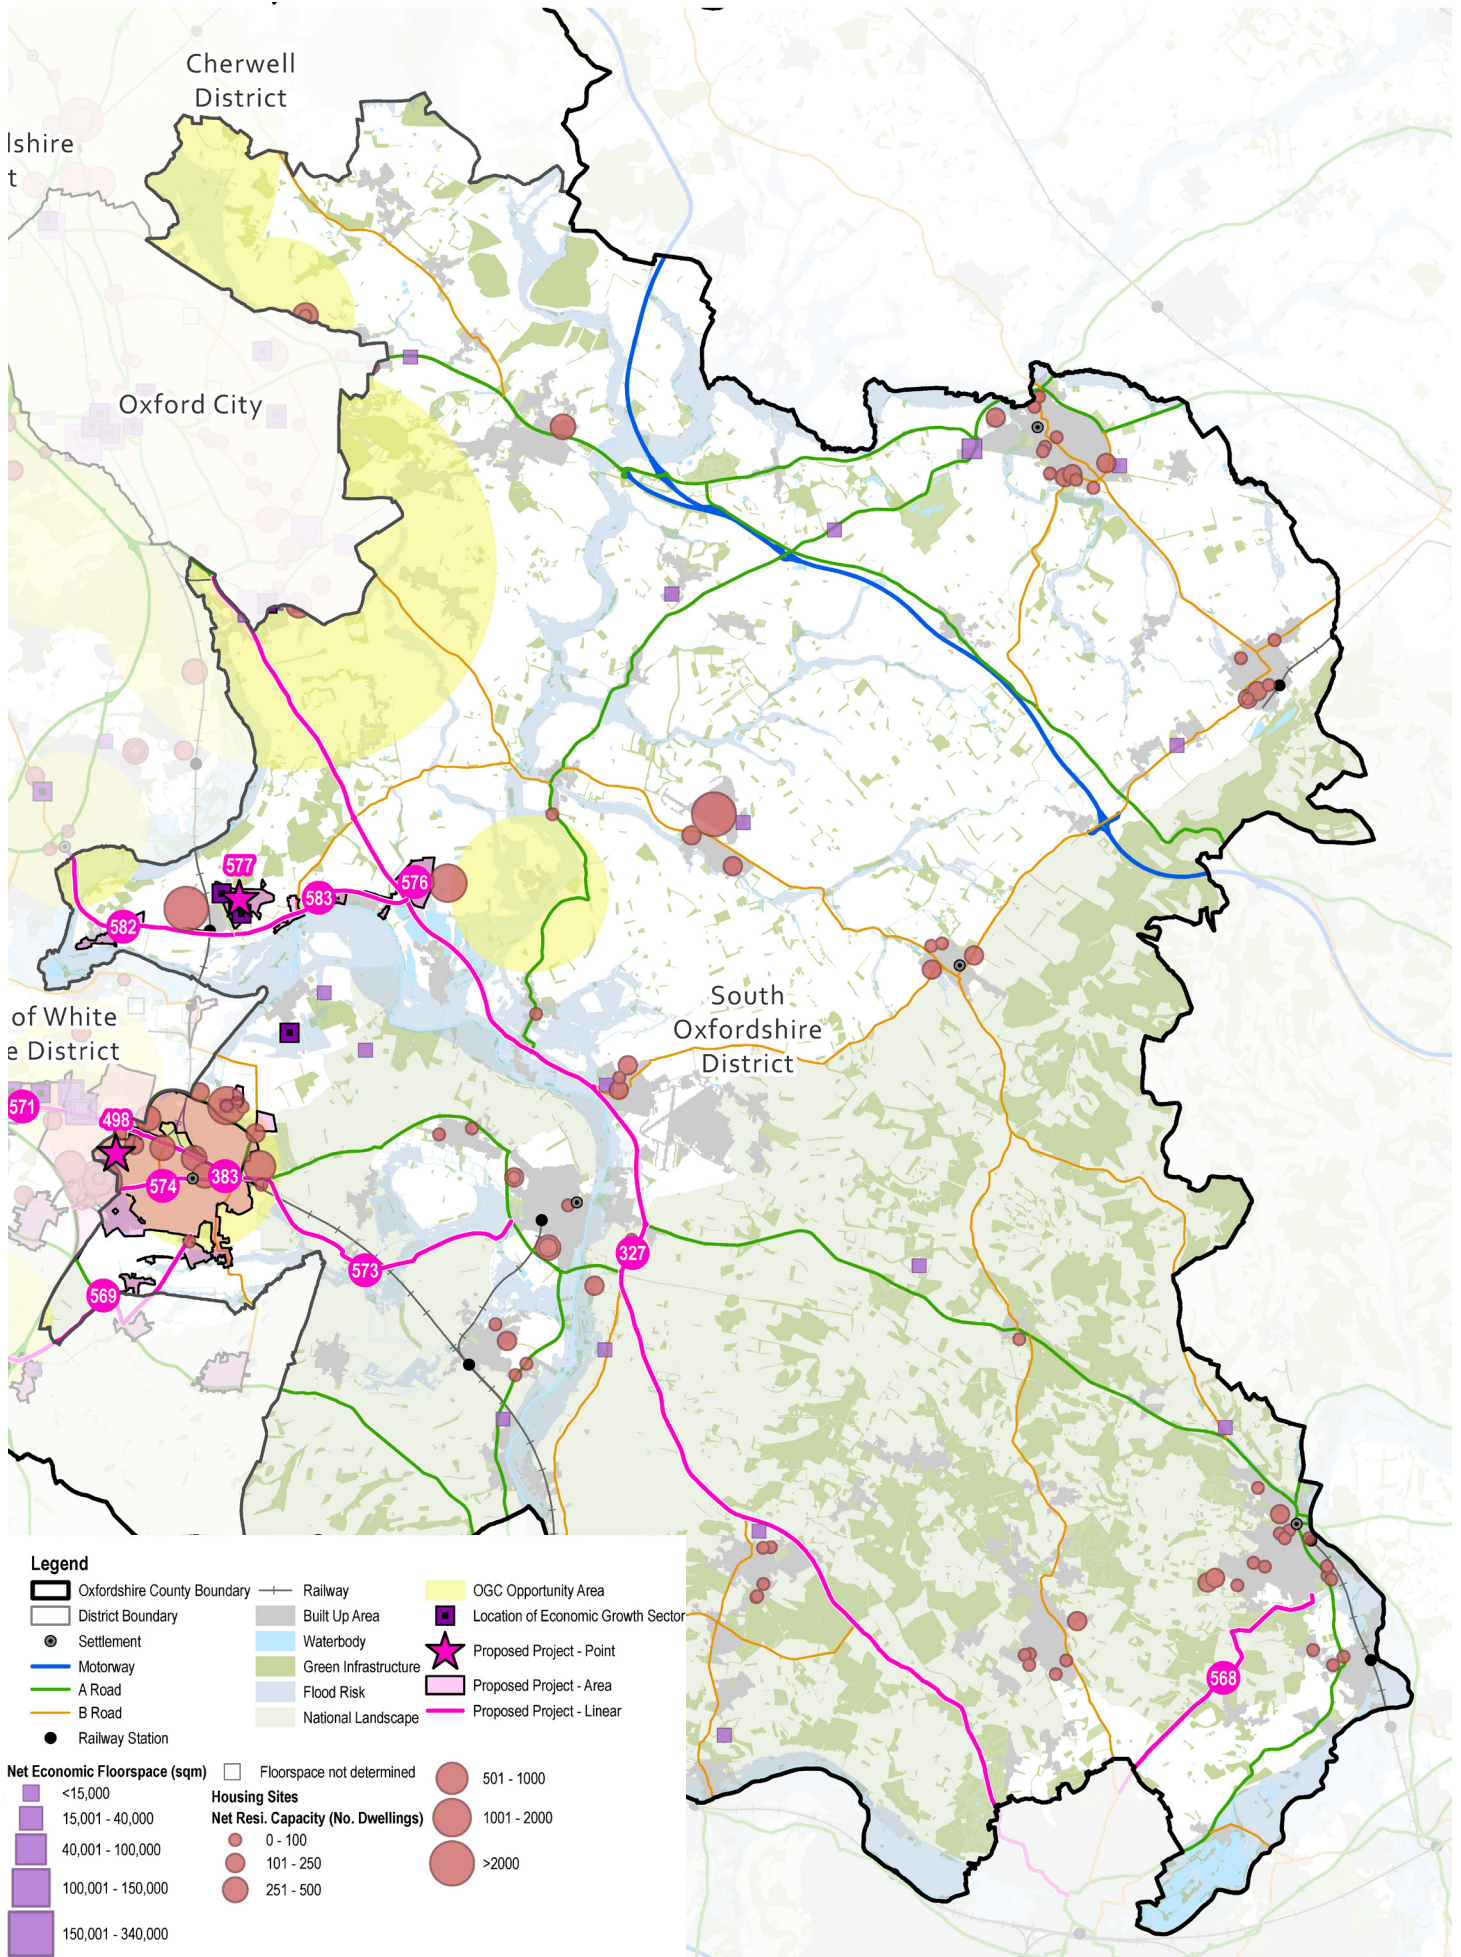 Cherwell
District
lshire
t
Oxford City
577
576
583
582
South
Oxfordshire
District
of White
e District
571
498
574
383
573
327
569
568
Legend
Oxfordshire County Boundary
District Boundary
Settlement
Motorway
A Road
B Road
Railway Station
Railway
Built Up Area
Waterbody
Green Infrastructure
Flood Risk
National Landscape
OGC Opportunity Area
Location of Economic Growth Sector
Proposed Project - Point
Proposed Project - Area
Proposed Project - Linear
Net Economic Floorspace (sqm)
<15,000
15,001 - 40,000
40,001 - 100,000
100,001 - 150,000
150,001 - 340,000
Floorspace not determined
Housing Sites
Net Resi. Capacity (No. Dwellings)
0 - 100
101 - 250
251 - 500
501 - 1000
1001 - 2000
>2000